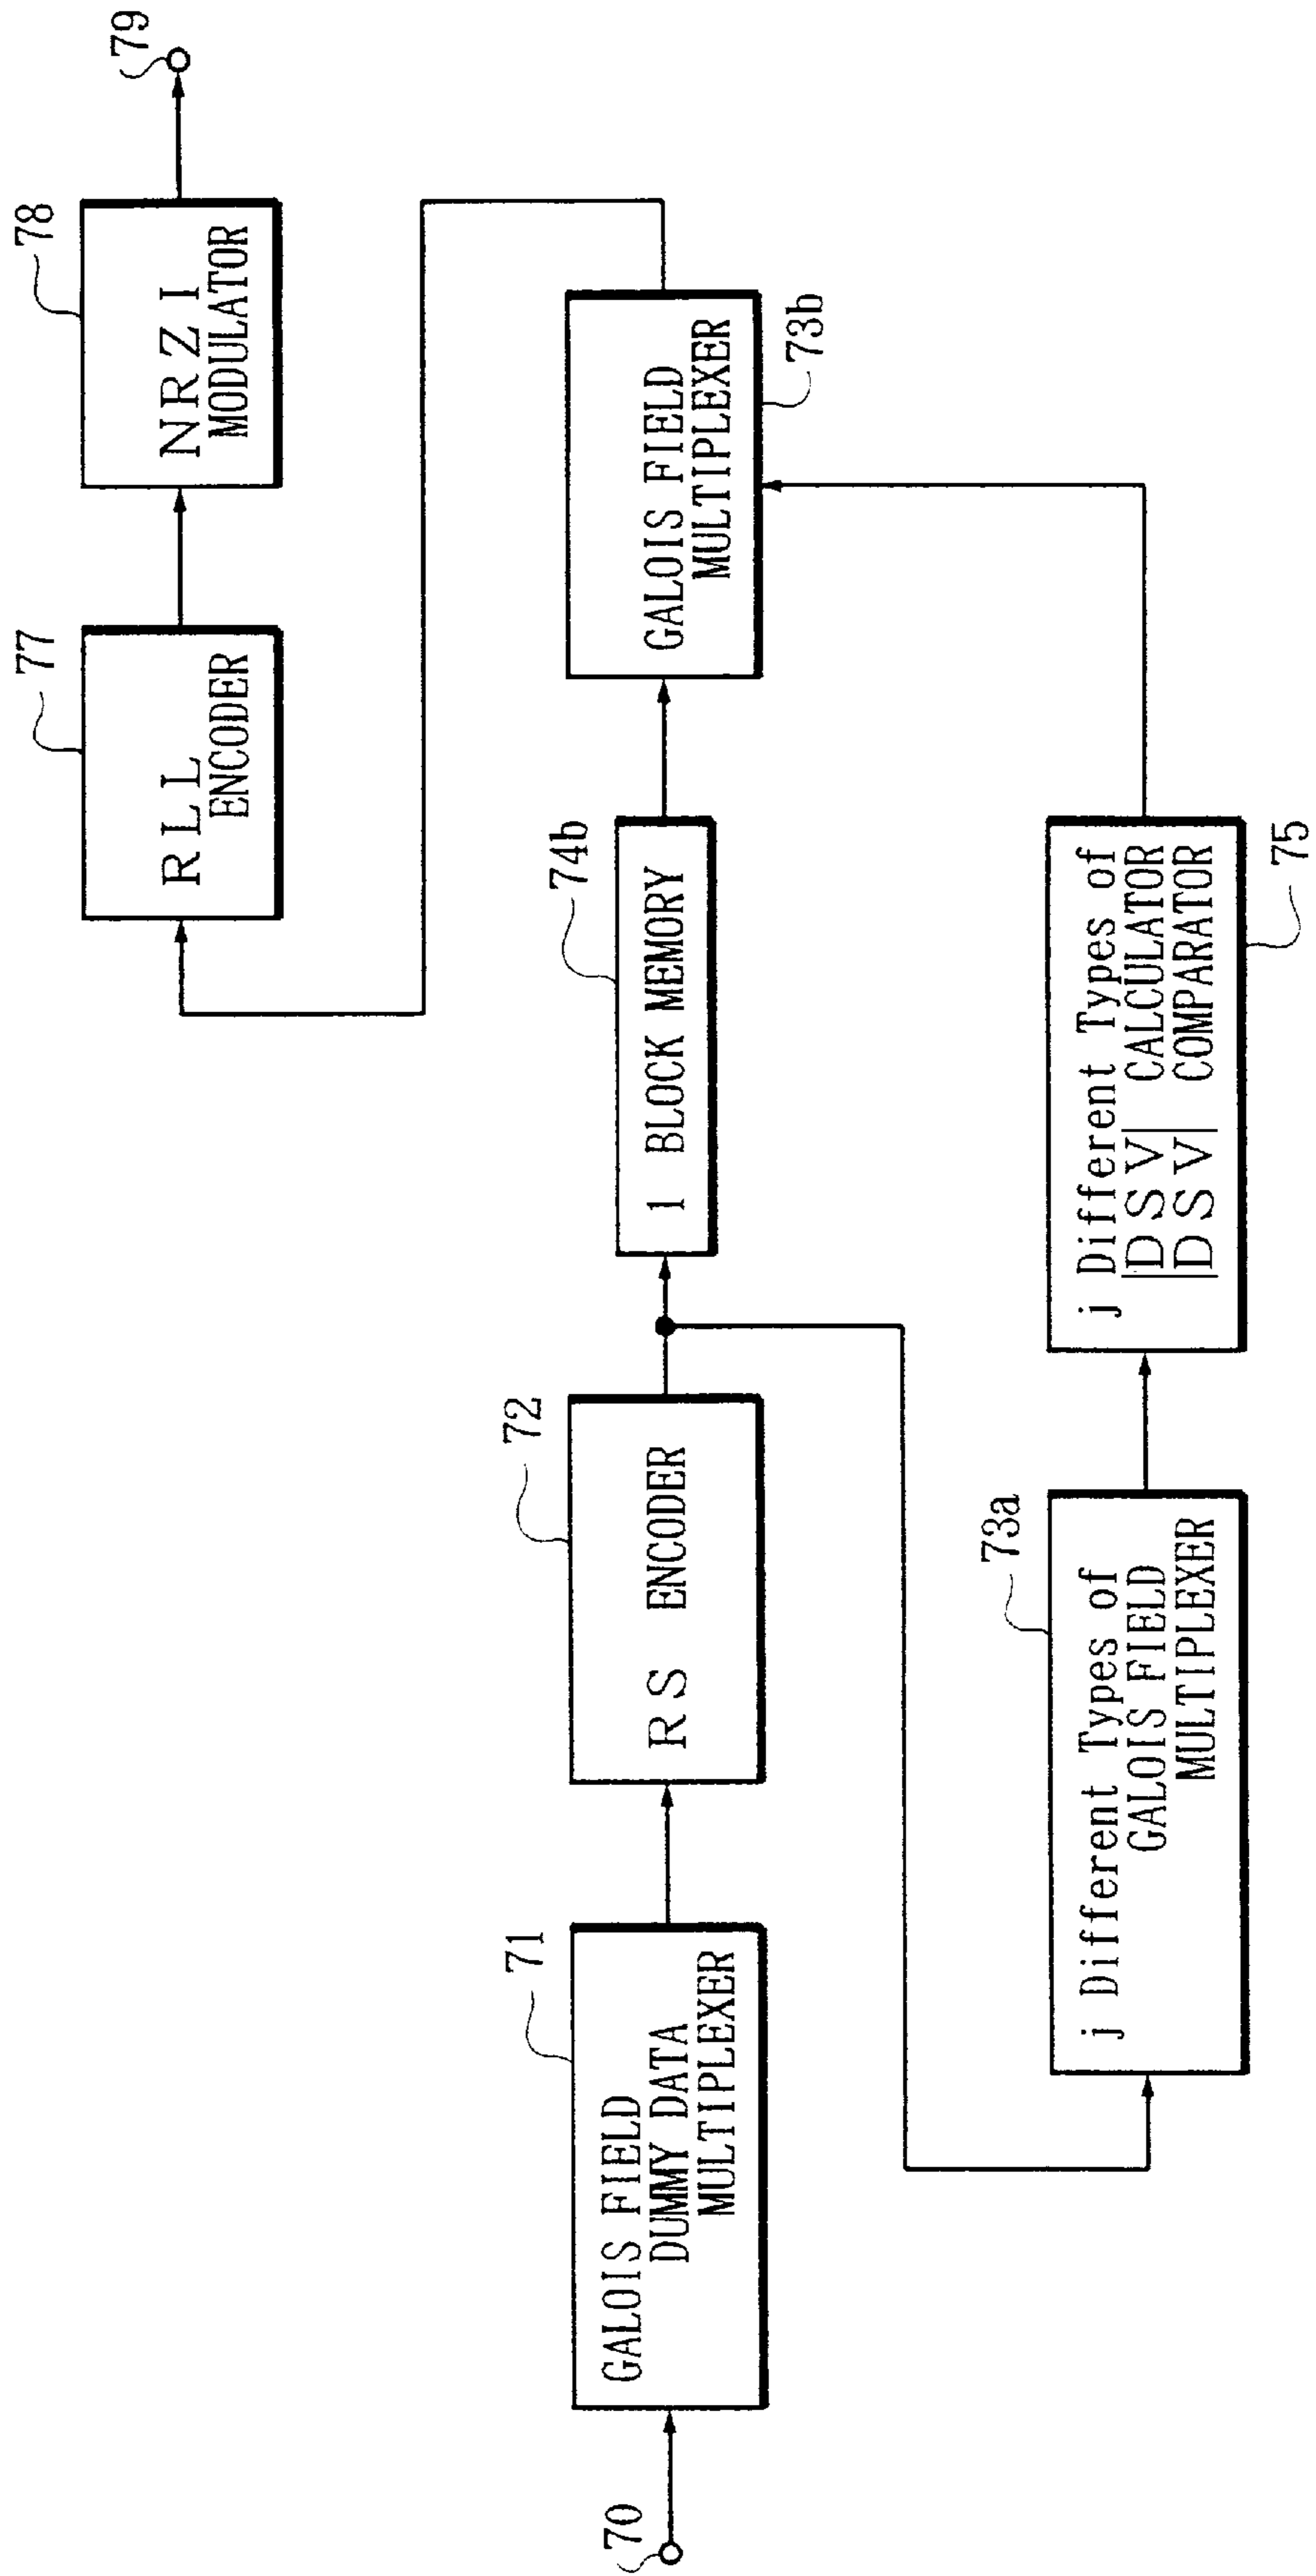 70
71
GALOIS FIELD
DUMMY DATA
MULTIPLEXER
72
RS ENCODER
74b
1 BLOCK MEMORY
GALOIS FIELD
MULTIPLEXER
73b
73a
j Different Types of
GALOIS FIELD
MULTIPLEXER
j Different Types of
|DSV| CALCULATOR
|DSV| COMPARATOR
75
77
RLL
ENCODER
78
NRZI
MODULATOR
79